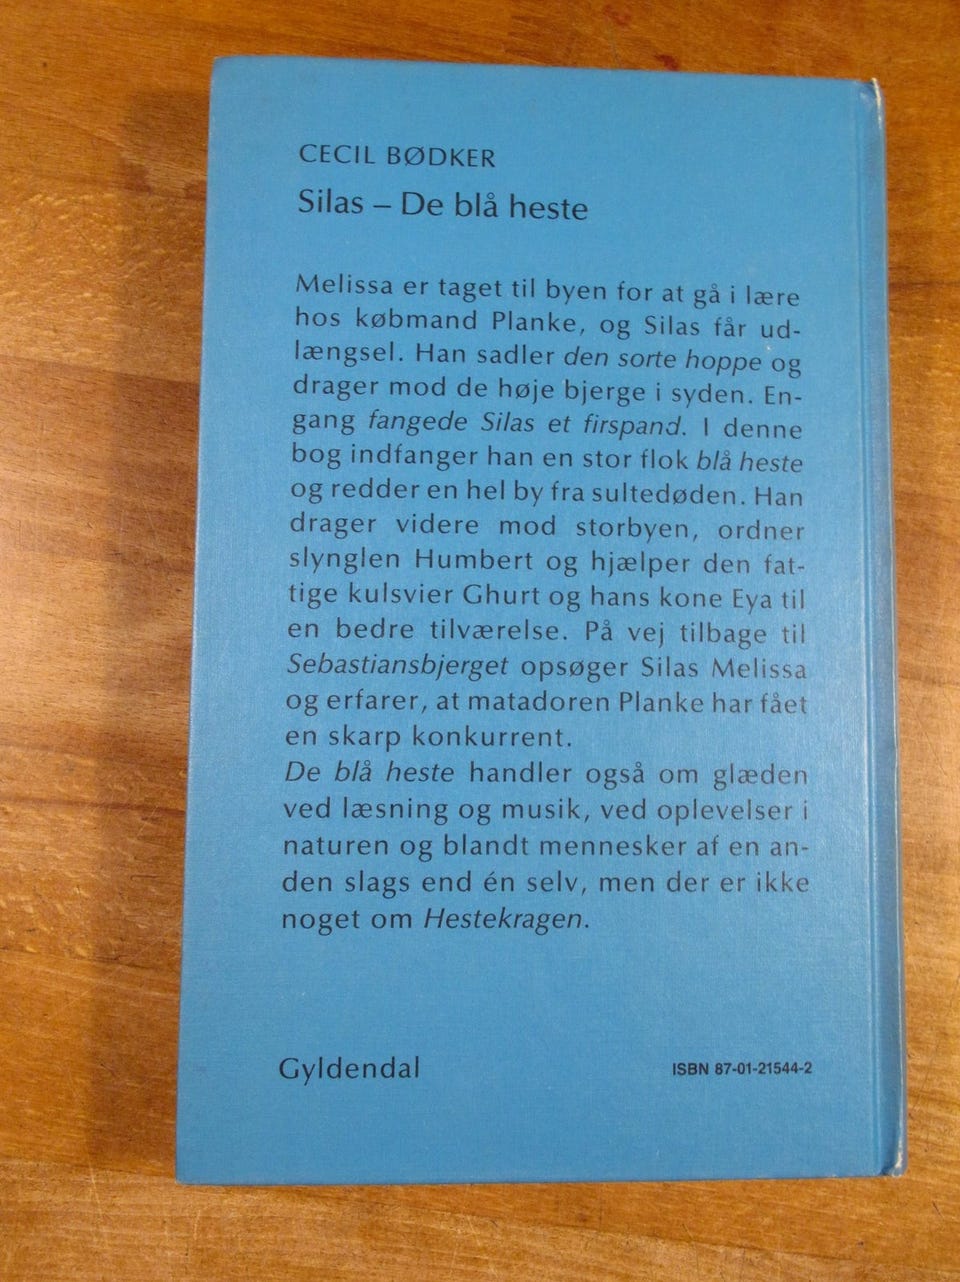 CECIL BØDKER
Silas – De blå heste
Melissa er taget til byen for at gå i lære
hos købmand Planke, og Silas får ud-
længsel. Han sadler den sorte hoppe og
drager mod de høje bjerge i syden. En-
gang fangede Silas et firspand. I denne
bog indfanger han en stor flok blå heste
og redder en hel by fra sultedøden. Han
drager videre mod storbyen, ordner
slynglen Humbert og hjælper den fat-
tige kulsvier Ghurt og hans kone Eya til
en bedre tilværelse. På vej tilbage til
Sebastiansbjerget opsøger Silas Melissa
og erfarer, at matadoren Planke har fået
en skarp konkurrent.
De blå heste handler også om glæden
ved læsning og musik, ved oplevelser i
naturen og blandt mennesker af en an-
den slags end én selv, men der er ikke
noget om Hestekragen.
Gyldendal
ISBN 87-01-21544-2